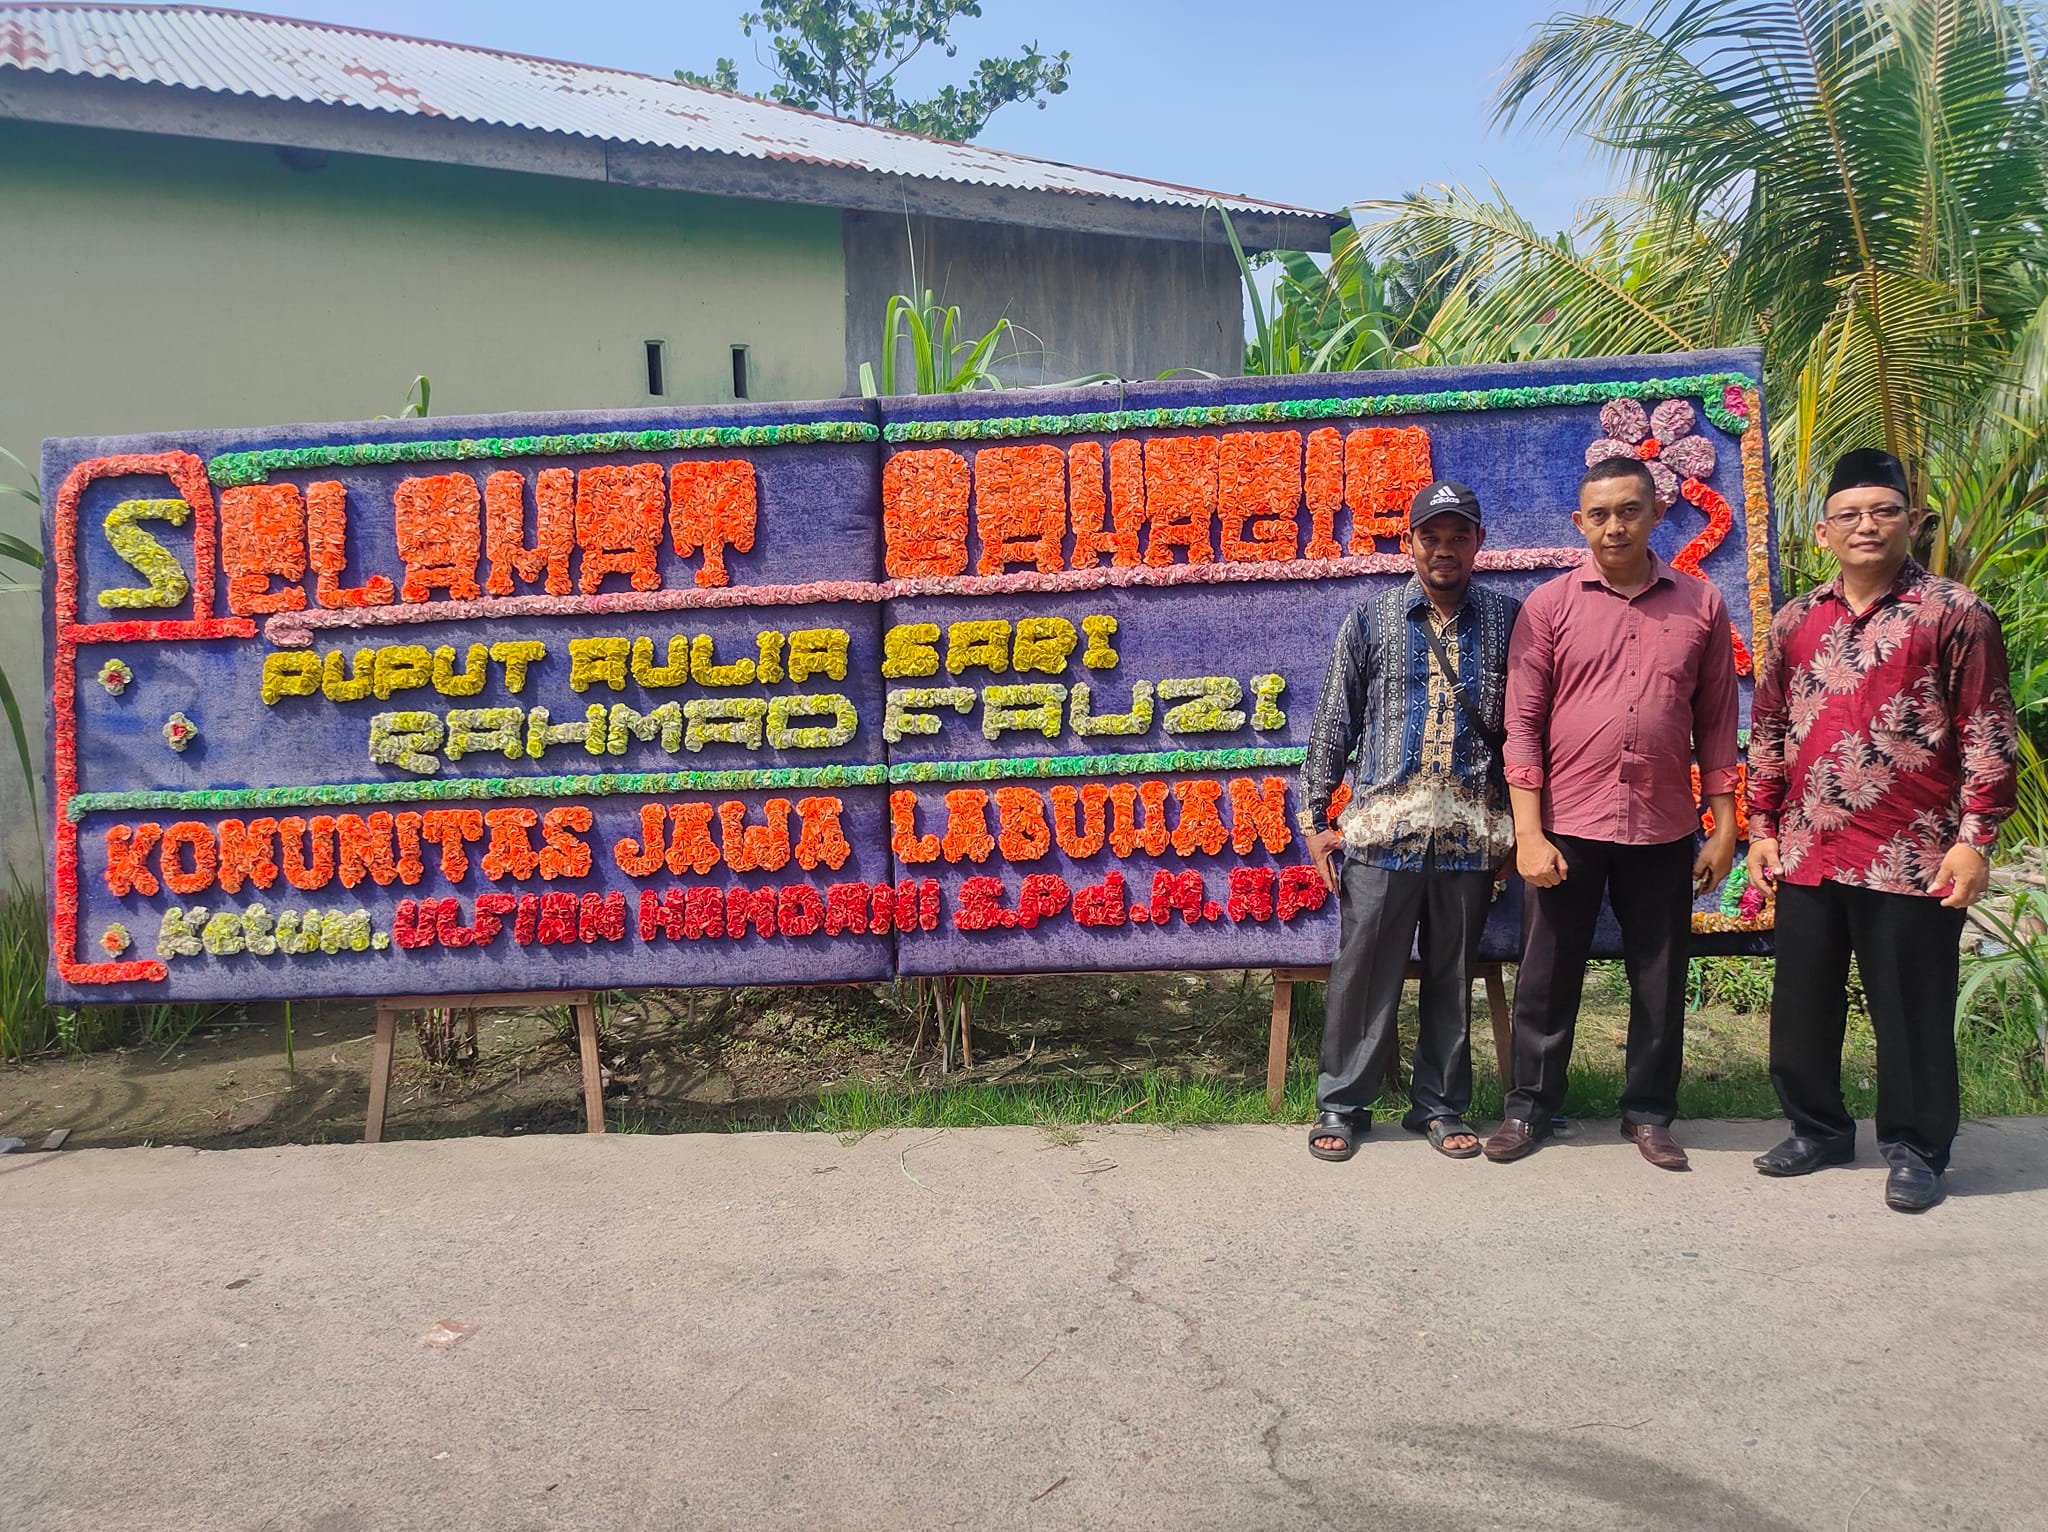 SELAMAT BAHAGIA
PUPUT AULIA SARI
RAHMAD FAUZI
KOMUNITAS JAWA LABUHAN
Ketum. ULFIAN HAMDANI S.Pd.M.AP
adidas